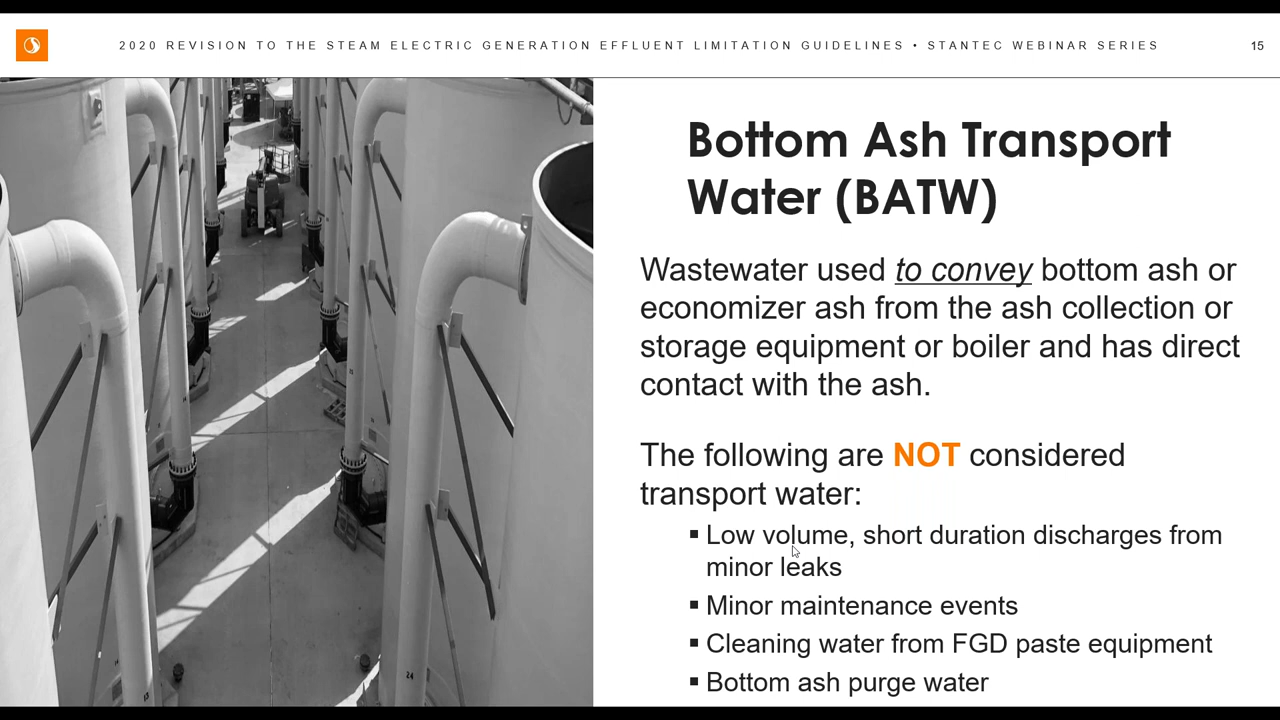 2020 REVISION TO THE STEAM ELECTRIC GENERATION EFFLUENT LIMITATION GUIDELINES • STANTEC WEBINAR SERIES
15
Bottom Ash Transport
Water (BATW)
Wastewater used to convey bottom ash or
economizer ash from the ash collection or
storage equipment or boiler and has direct
contact with the ash.
The following are NOT considered
transport water:
▪ Low volume, short duration discharges from
minor leaks
▪ Minor maintenance events
▪ Cleaning water from FGD paste equipment
▪ Bottom ash purge water
24